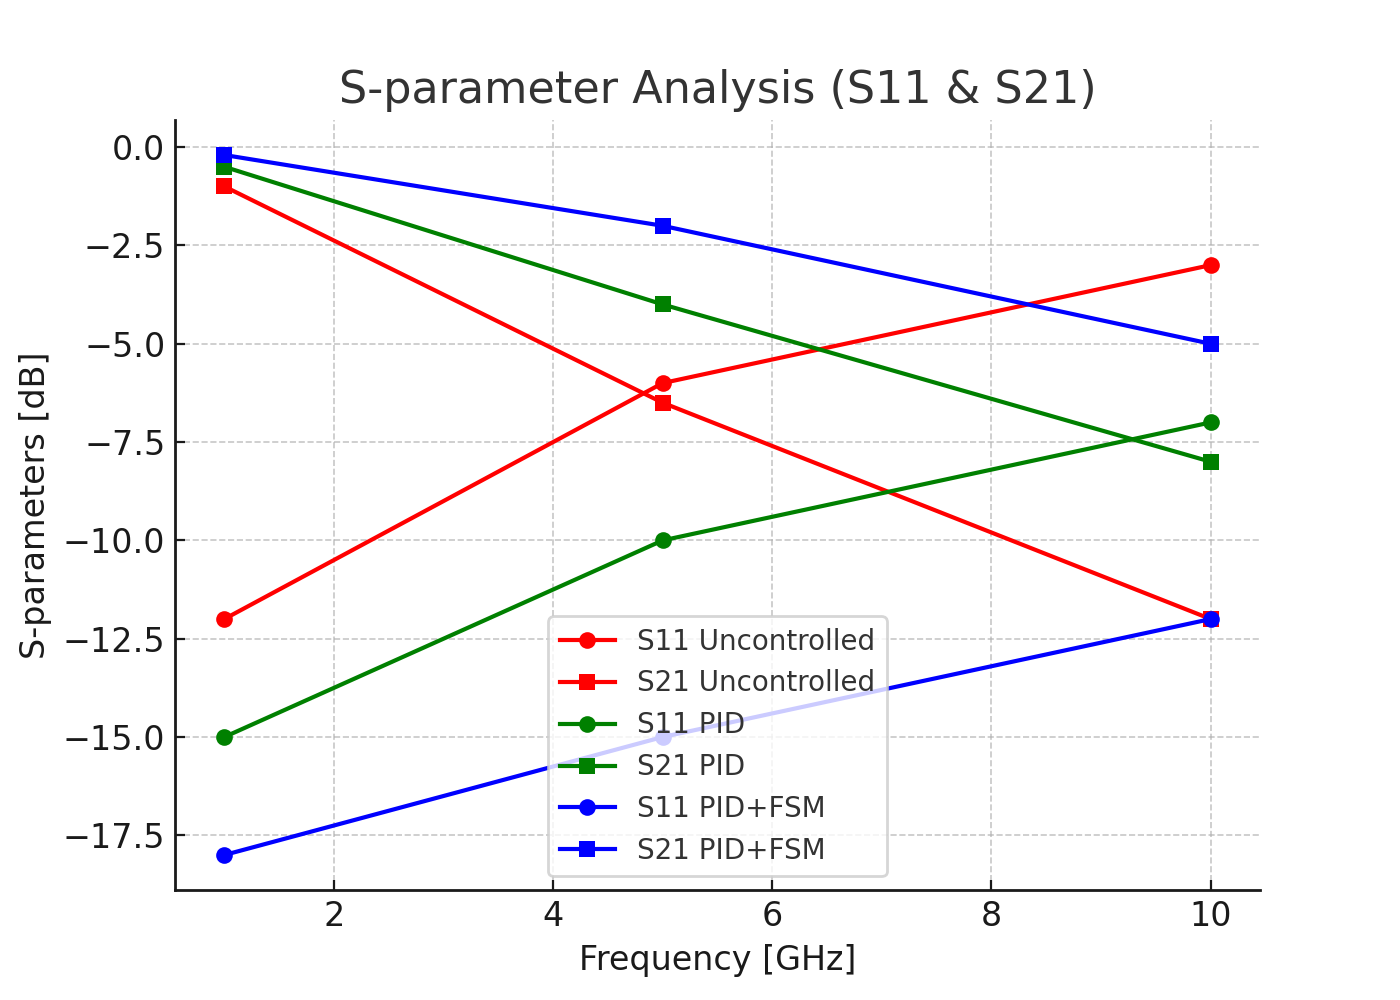 S-parameter Analysis (S11 & S21)
S-parameters [dB]
0.0
−2.5
−5.0
−7.5
−10.0
−12.5
−15.0
−17.5
S11 Uncontrolled
S21 Uncontrolled
S11 PID
S21 PID
S11 PID+FSM
S21 PID+FSM
2 4 6 8 10
Frequency [GHz]